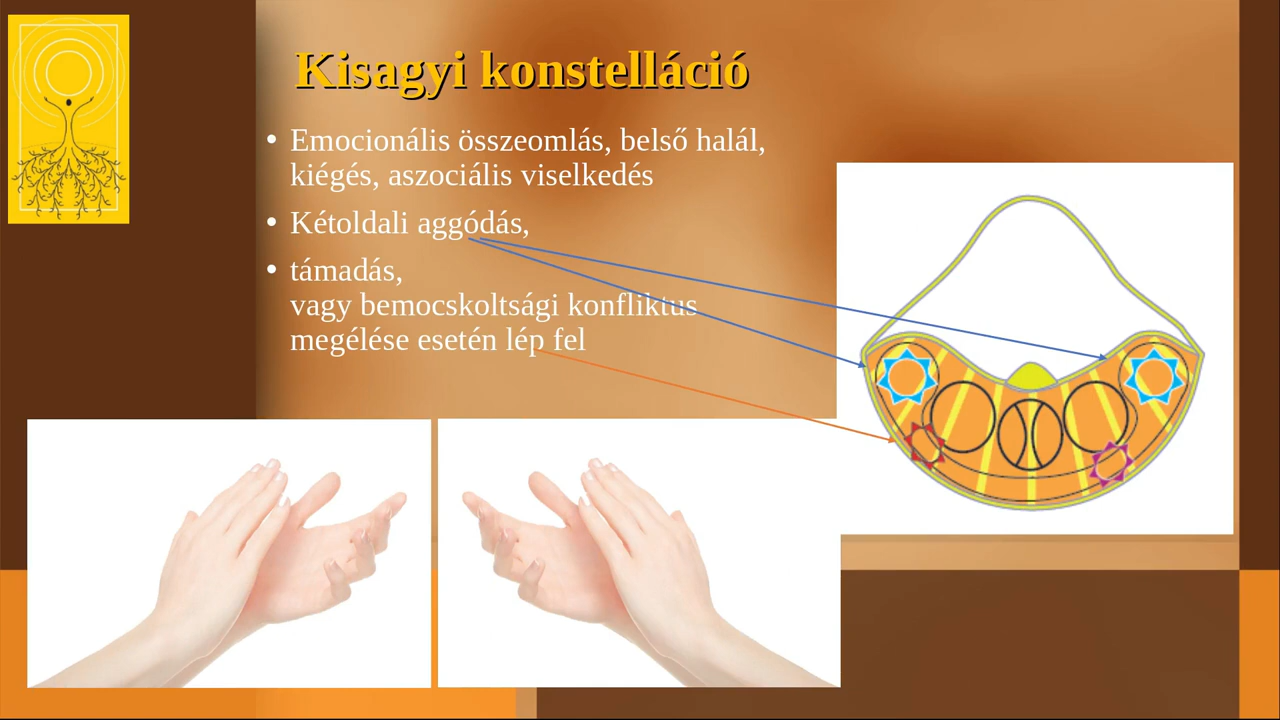 Kisagyi konstelláció
• Emocionális összeomlás, belső halál,
kiégés, aszociális viselkedés
• Kétoldali aggódás,
• támadás,
vagy bemocskoltsági konfliktus
megélése esetén lép fel